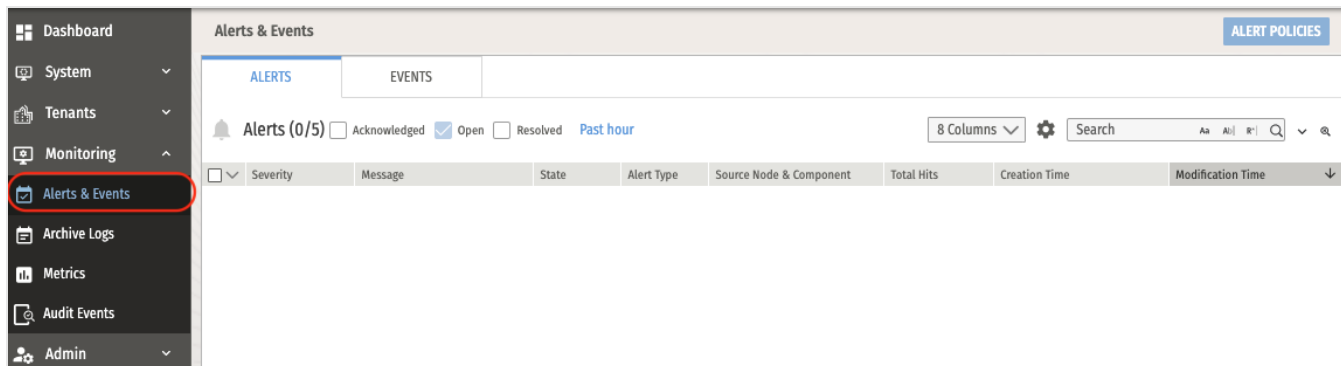 Dashboard
System
Tenants
Monitoring
Alerts & Events
Archive Logs
Metrics
Audit Events
Admin
Alerts & Events
ALERT POLICIES
ALERTS
EVENTS
Alerts (0/5) Acknowledged Open Resolved Past hour
8 Columns
Search
Aa Ab| R*|
Severity Message State Alert Type Source Node & Component Total Hits Creation Time Modification Time